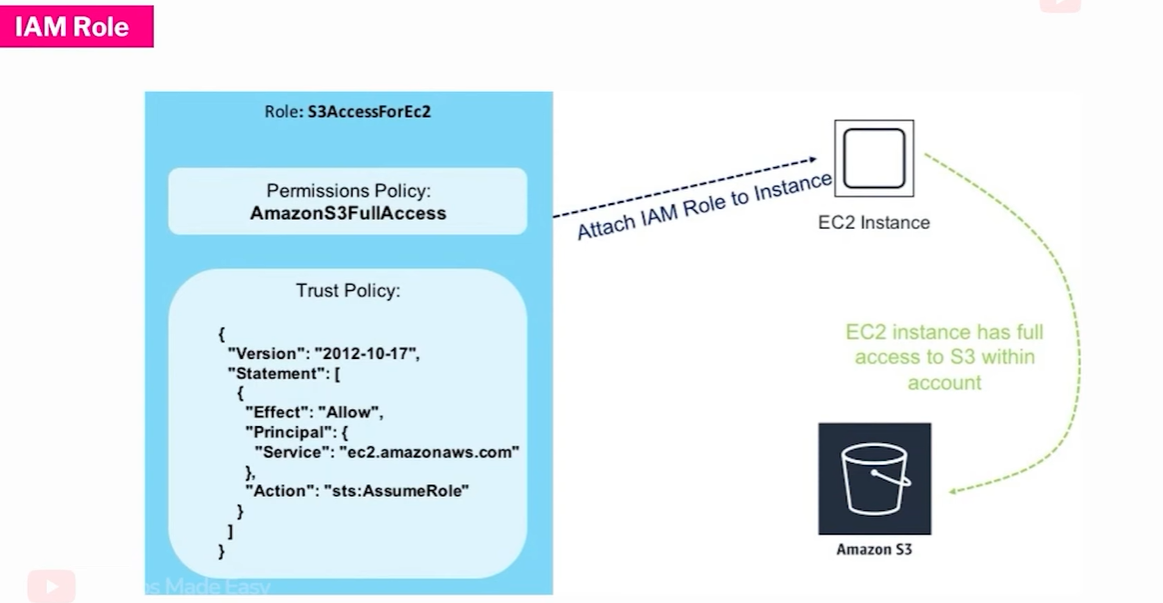 IAM Role
Role: S3AccessForEc2
Permissions Policy:
AmazonS3FullAccess
Trust Policy:
{
"Version": "2012-10-17",
"Statement": [
{
"Effect": "Allow",
"Principal": {
"Service": "ec2.amazonaws.com"
},
"Action": "sts:AssumeRole"
}
]
}
Attach IAM Role to Instance
EC2 Instance
EC2 instance has full
access to S3 within
account
Amazon S3
Made Easy